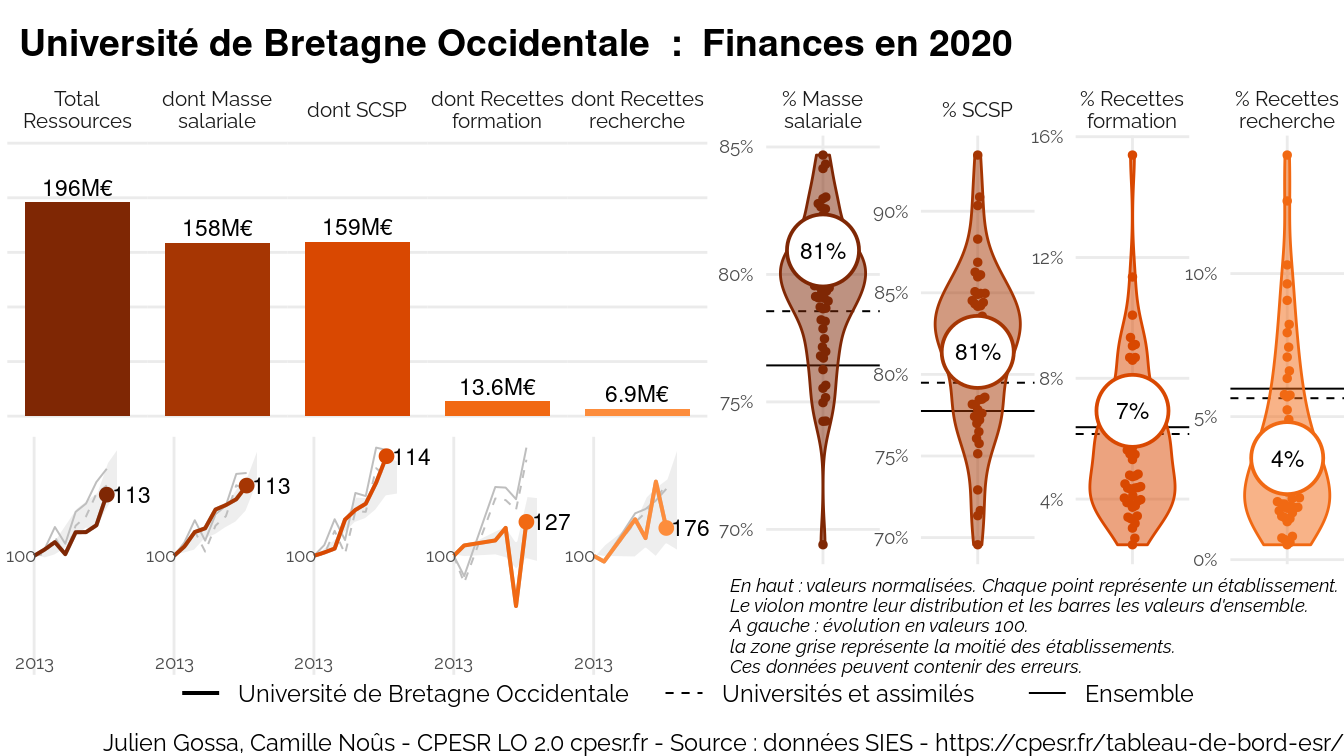 Université de Bretagne Occidentale : Finances en 2020
Total
Ressources
dont Masse
salariale
dont SCSP
dont Recettes
formation
dont Recettes
recherche
196M€
158M€
159M€
13.6M€
6.9M€
113
113
114
127
176
100
100
100
100
100
2013
2013
2013
2013
2013
% Masse
salariale
85%
80%
75%
70%
81%
% SCSP
90%
85%
80%
75%
70%
81%
% Recettes
formation
16%
12%
8%
4%
7%
% Recettes
recherche
10%
5%
0%
4%
En haut : valeurs normalisées. Chaque point représente un établissement.
Le violon montre leur distribution et les barres les valeurs d'ensemble.
A gauche : évolution en valeurs 100.
la zone grise représente la moitié des établissements.
Ces données peuvent contenir des erreurs.
Université de Bretagne Occidentale
Universités et assimilés
Ensemble
Julien Gossa, Camille Noûs - CPESR LO 2.0 cpesr.fr - Source : données SIES - https://cpesr.fr/tableau-de-bord-esr/